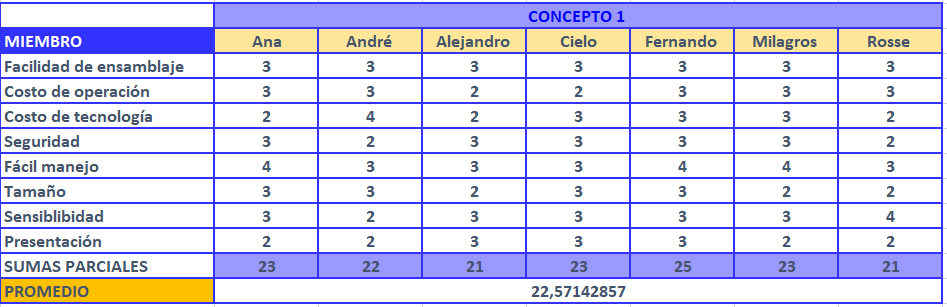 CONCEPTO 1
MIEMBRO Ana André Alejandro Cielo Fernando Milagros Rosse
Facilidad de ensamblaje 3 3 3 3 3 3 3
Costo de operación 3 3 2 2 3 3 3
Costo de tecnología 2 4 2 3 3 3 2
Seguridad 3 2 3 3 3 3 2
Fácil manejo 4 3 3 3 4 4 3
Tamaño 3 3 2 3 3 2 2
Sensiblibidad 3 2 3 3 3 3 4
Presentación 2 2 3 3 3 2 2
SUMAS PARCIALES 23 22 21 23 25 23 21
PROMEDIO 22,57142857